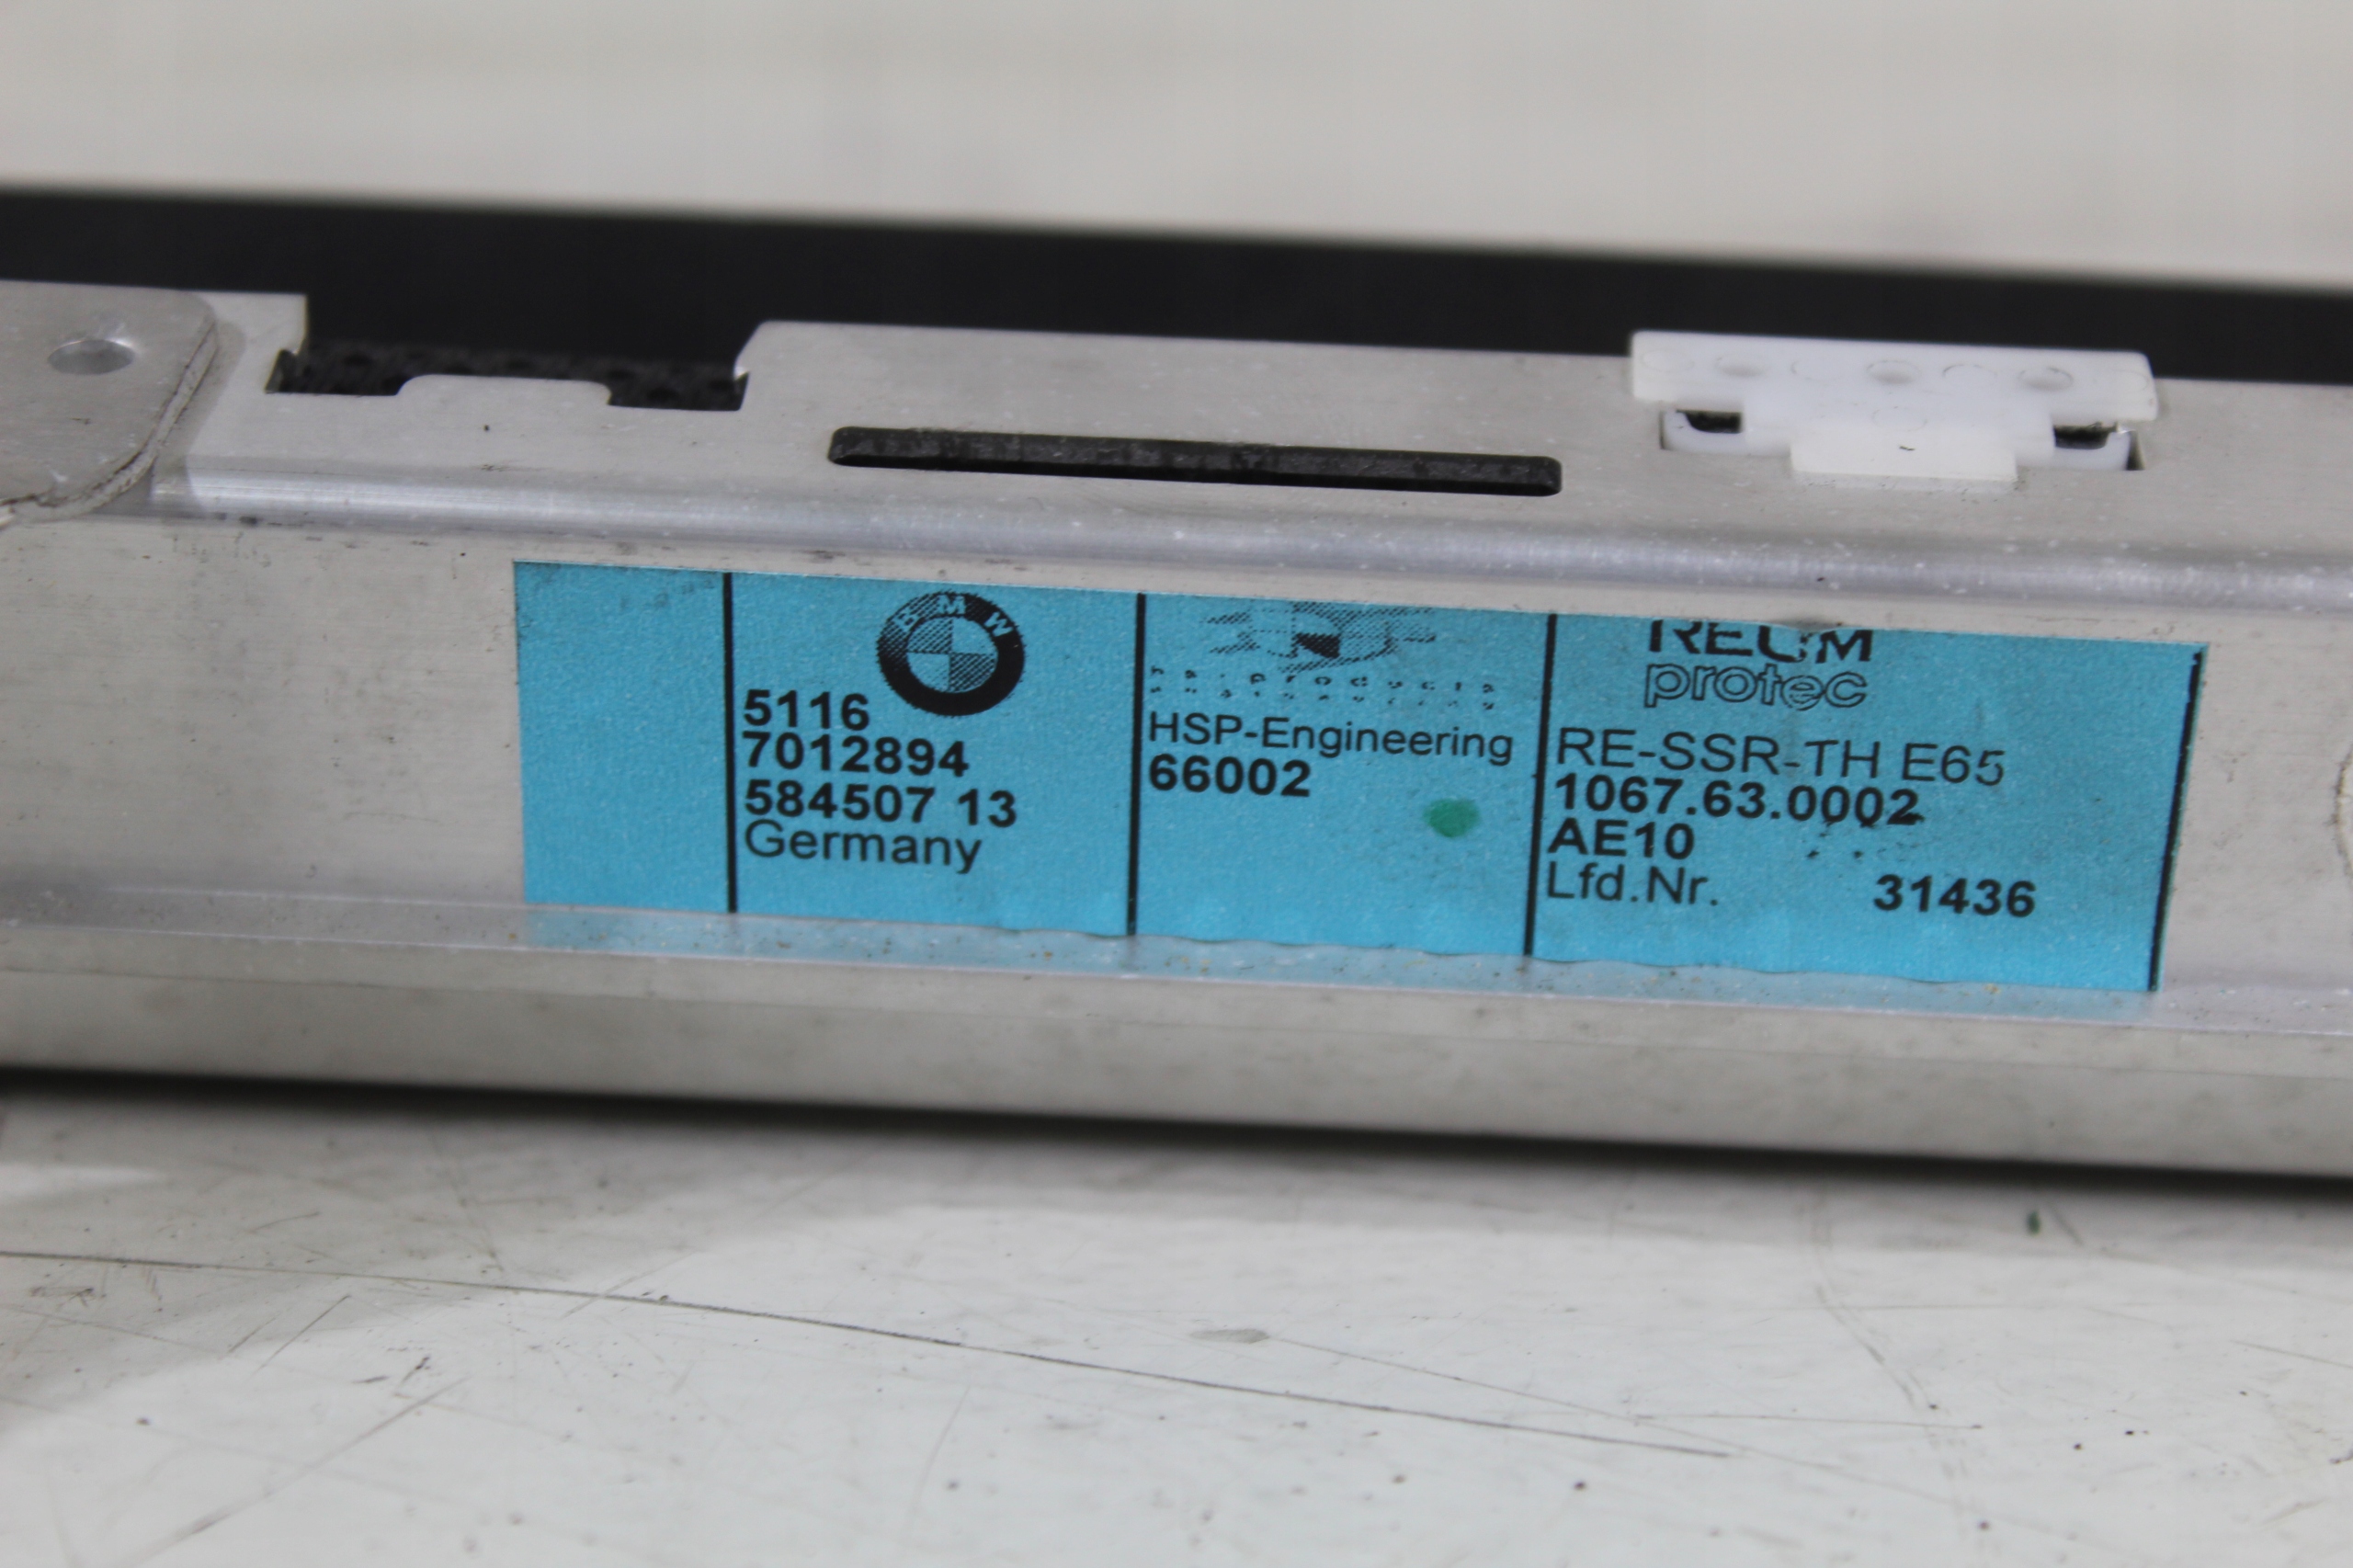 BMW
5116
7012894
584507 13
Germany
HSP-Engineering
66002
REUM
protec
RE-SSR-TH E65
1067.63.0002
AE10
Lfd.Nr. 31436